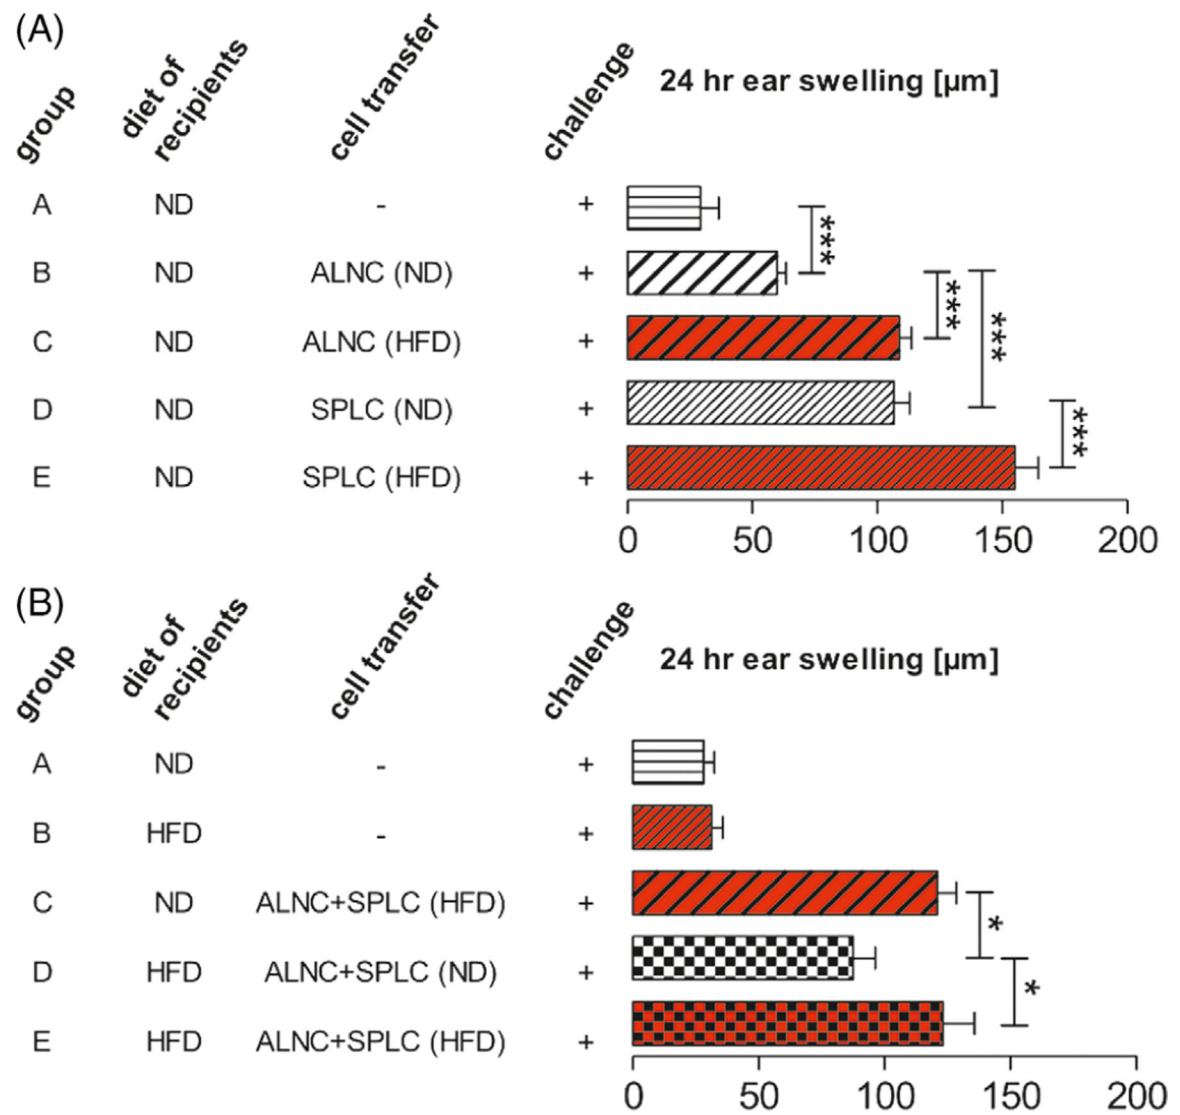 (A)
group diet of recipients cell transfer challenge 24 hr ear swelling [µm]
A ND - +
B ND ALNC (ND) +
C ND ALNC (HFD) +
D ND SPLC (ND) +
E ND SPLC (HFD) +
***
***
***
***
0 50 100 150 200
(B)
group diet of recipients cell transfer challenge 24 hr ear swelling [µm]
A ND - +
B HFD - +
C ND ALNC+SPLC (HFD) +
D HFD ALNC+SPLC (ND) +
E HFD ALNC+SPLC (HFD) +
*
*
0 50 100 150 200